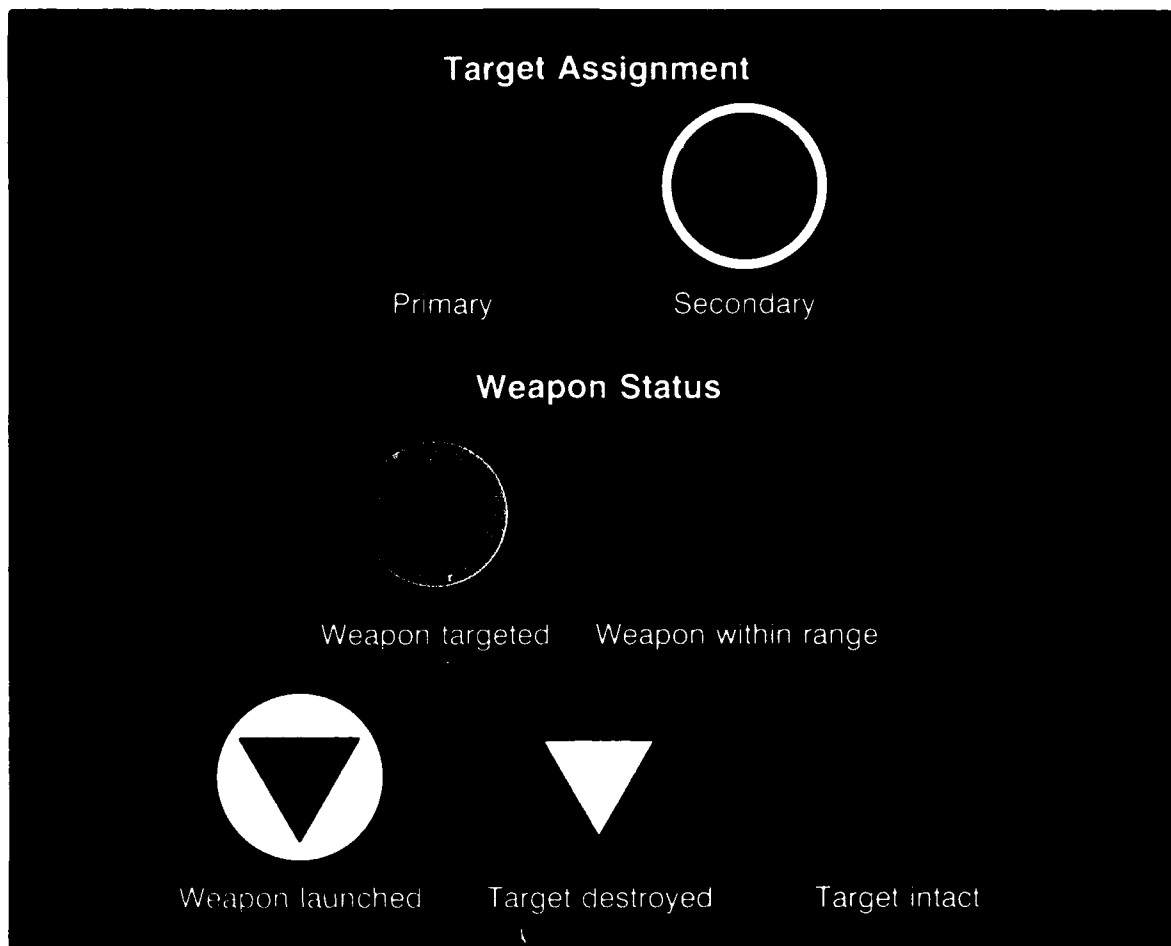 Target Assignment
Primary Secondary
Weapon Status
Weapon targeted Weapon within range
Weapon launched Target destroyed Target intact